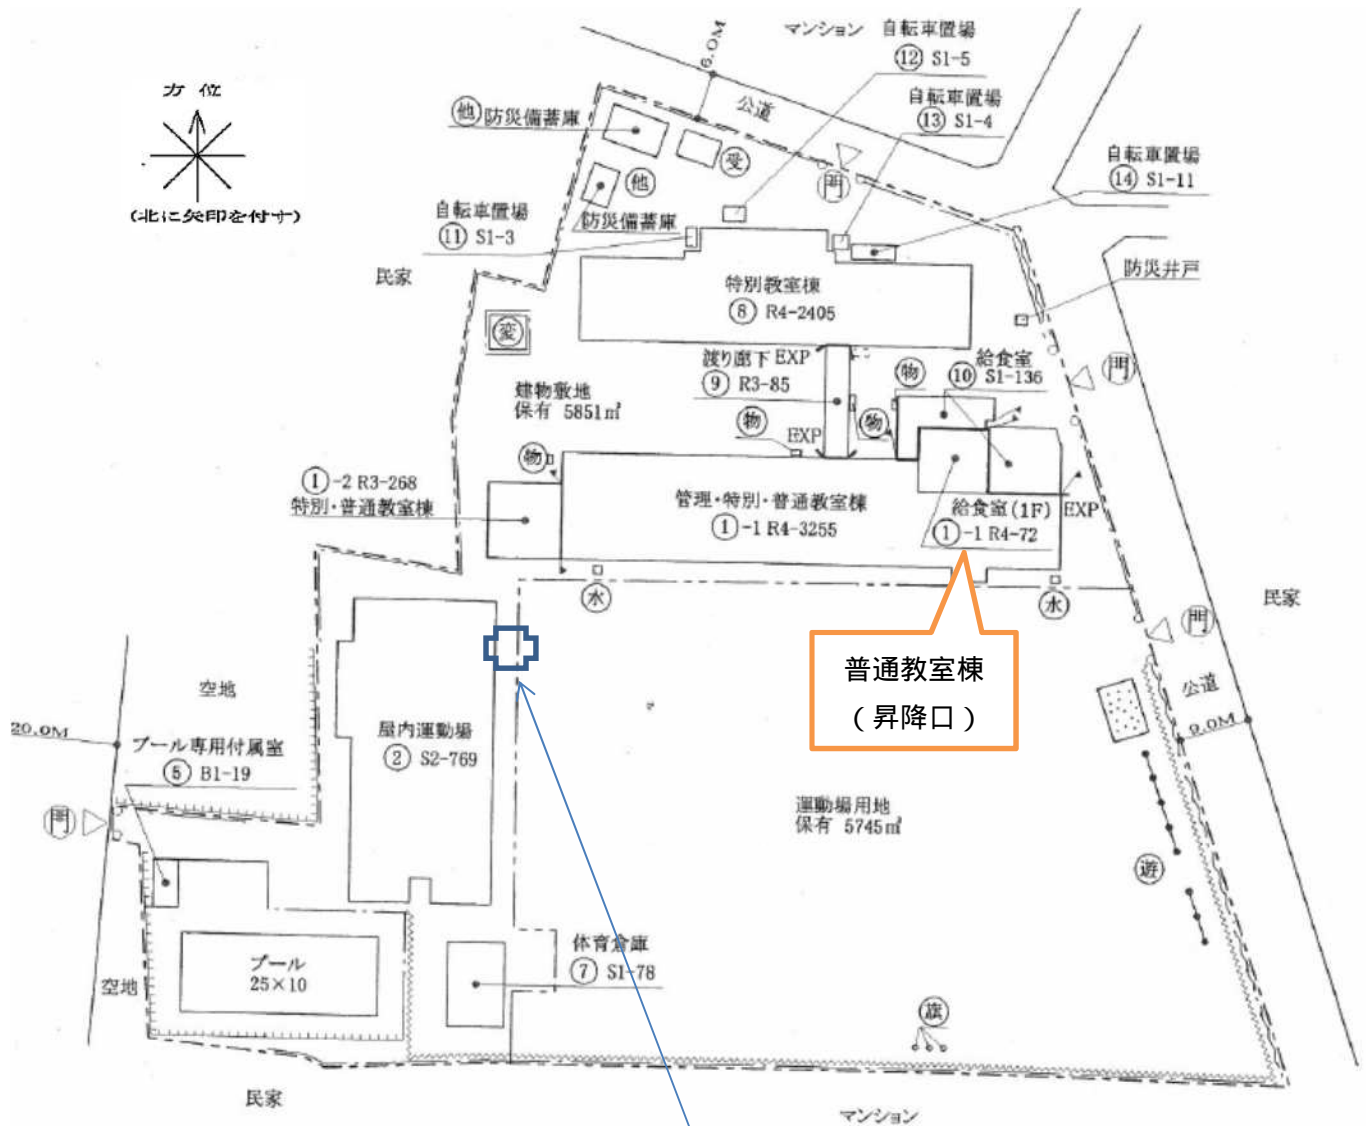 マンション
自転車置場
⑫ S1-5
6.0M
公道
自転車置場
⑬ S1-4
方位
(北に矢印を付す)
他 防災備蓄庫
受
他
防災備蓄庫
門
自転車置場
⑭ S1-11
自転車置場
⑪ S1-3
民家
防災井戸
特別教室棟
⑧ R4-2405
変
渡り廊下 EXP
⑨ R3-85
物
給食室
⑩ S1-136
門
建物敷地
保有 5851㎡
物
EXP
物
物
①-2 R3-268
特別・普通教室棟
管理・特別・普通教室棟
①-1 R4-3255
給食室(1F) EXP
①-1 R4-72
水
水
民家
門
普通教室棟
(昇降口)
空地
公道
9.0M
20.0M
プール専用付属室
⑤ B1-19
屋内運動場
② S2-769
門
運動場用地
保有 5745㎡
遊
体育倉庫
⑦ S1-78
プール
25×10
空地
旗
民家
マンション